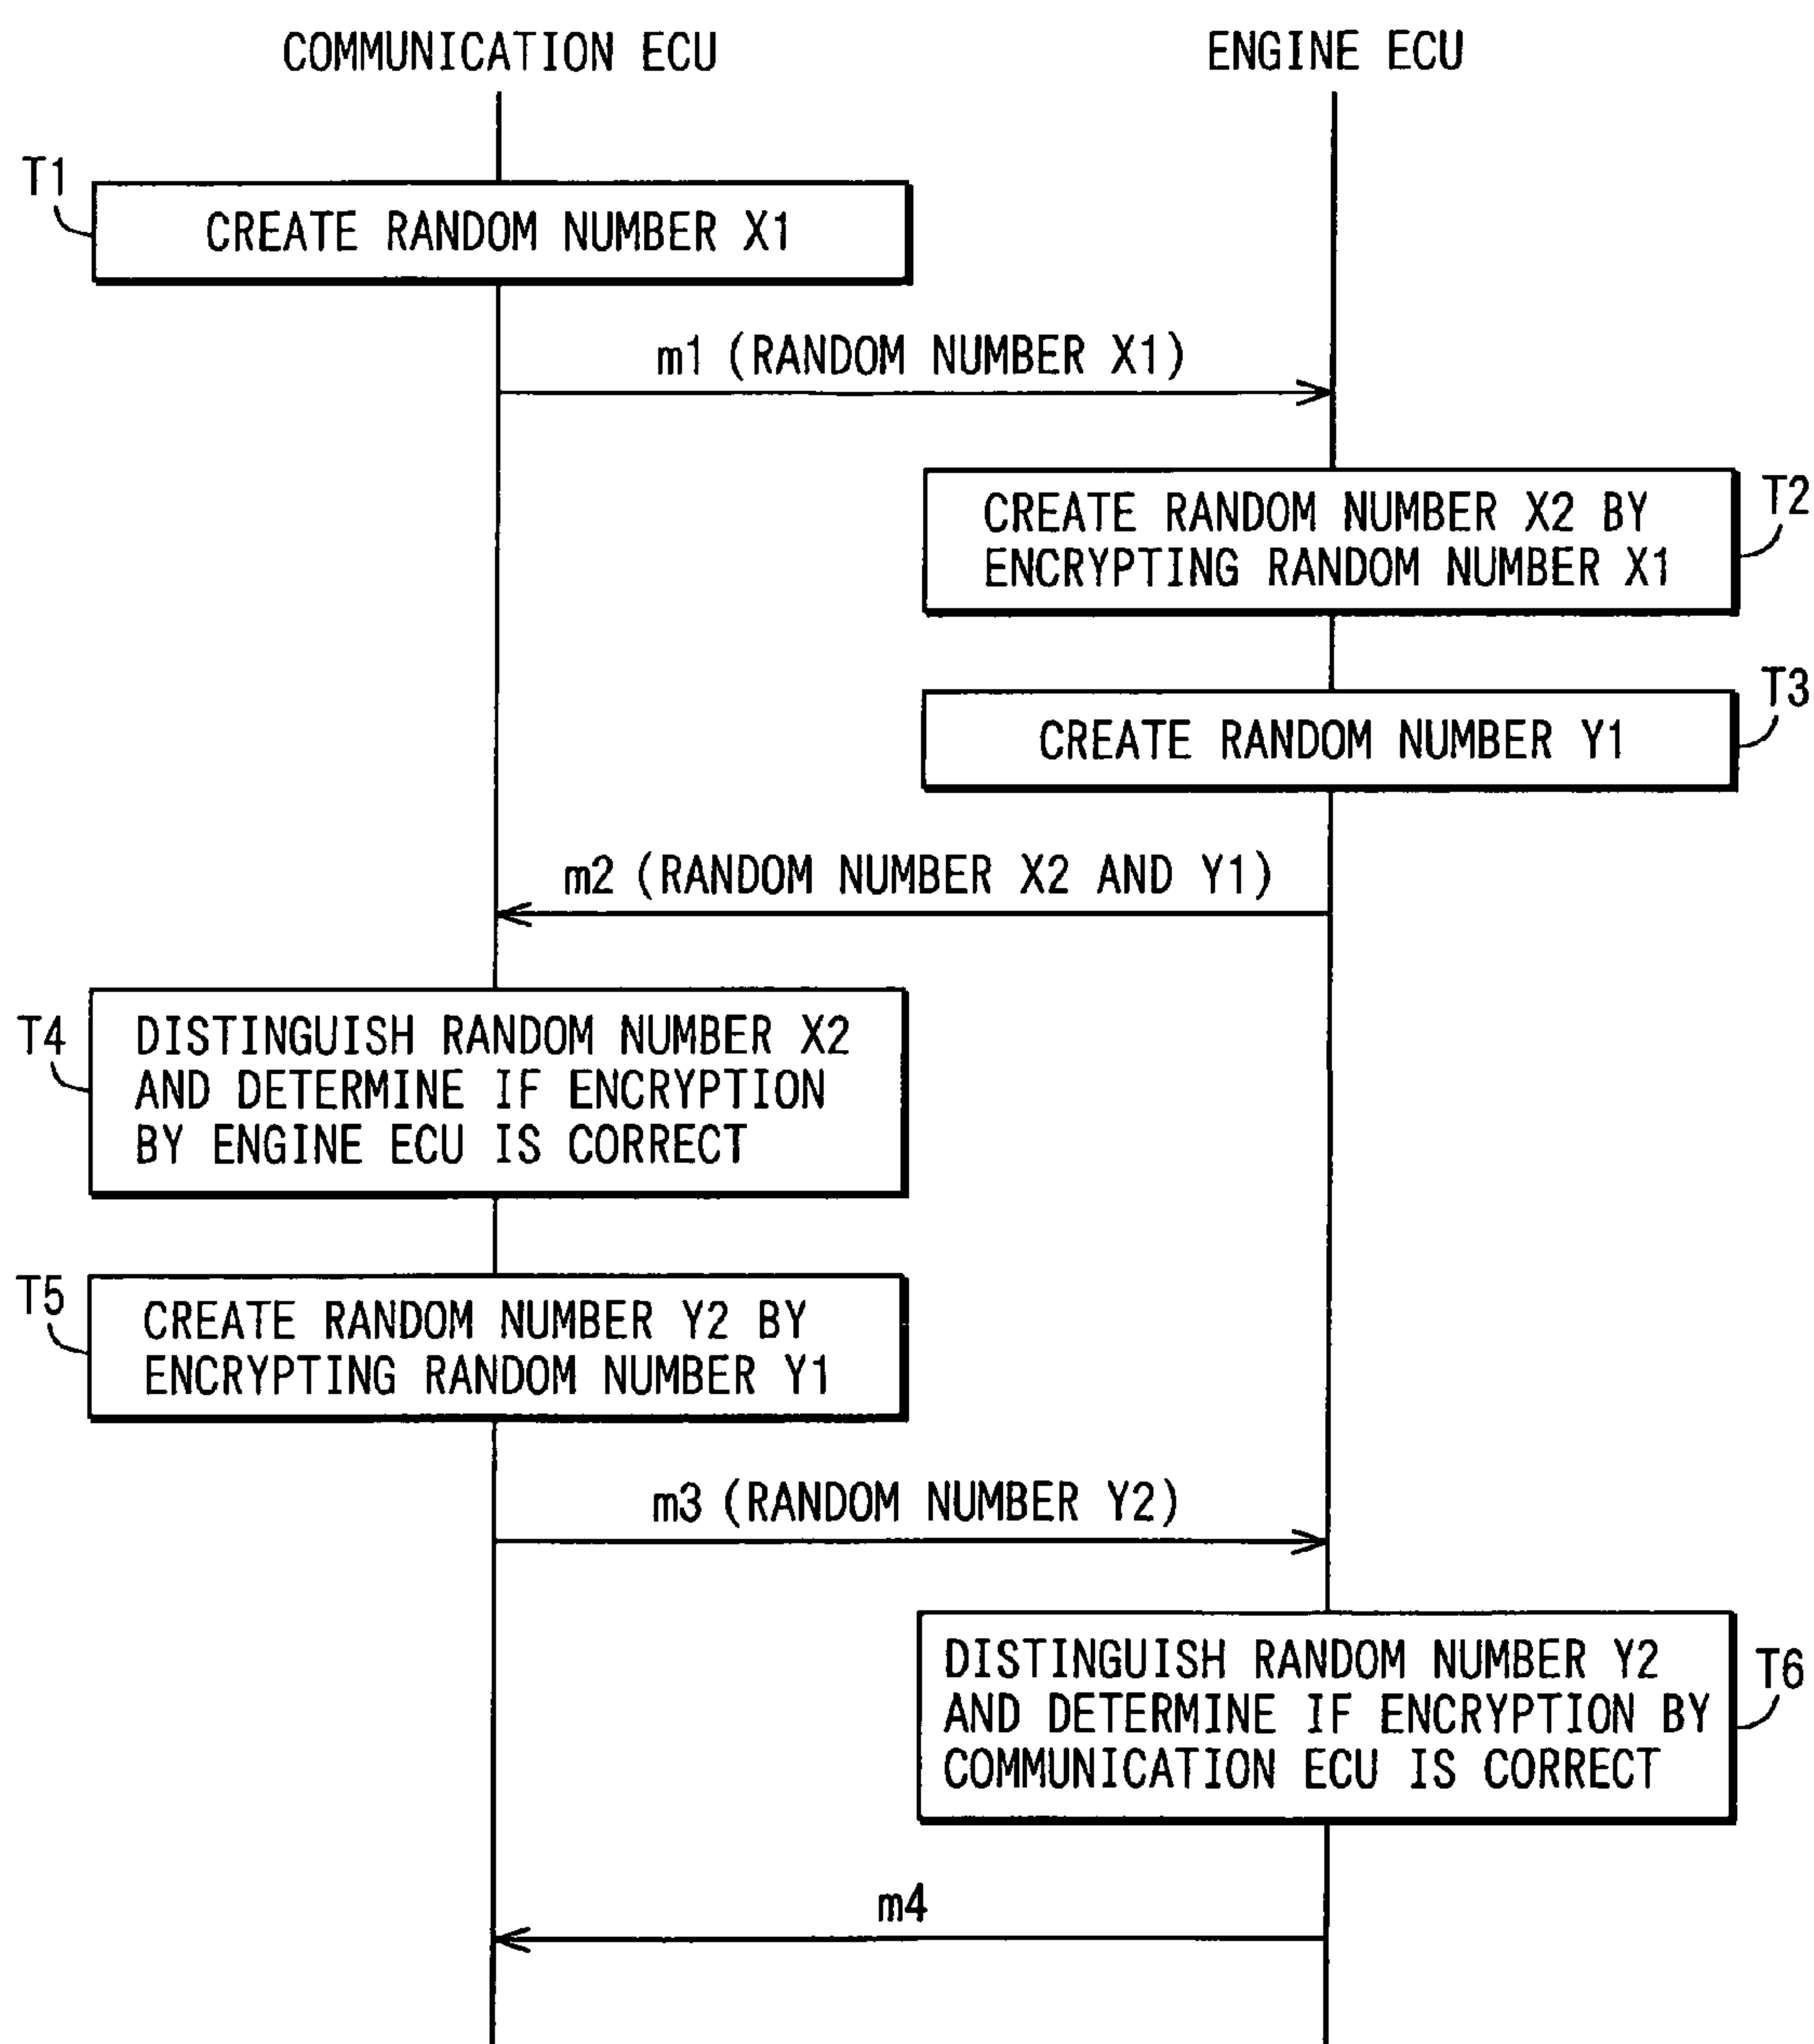 COMMUNICATION ECU
ENGINE ECU
T1
CREATE RANDOM NUMBER X1
m1 (RANDOM NUMBER X1)
CREATE RANDOM NUMBER X2 BY
ENCRYPTING RANDOM NUMBER X1
T2
CREATE RANDOM NUMBER Y1
T3
m2 (RANDOM NUMBER X2 AND Y1)
T4
DISTINGUISH RANDOM NUMBER X2
AND DETERMINE IF ENCRYPTION
BY ENGINE ECU IS CORRECT
T5
CREATE RANDOM NUMBER Y2 BY
ENCRYPTING RANDOM NUMBER Y1
m3 (RANDOM NUMBER Y2)
DISTINGUISH RANDOM NUMBER Y2
AND DETERMINE IF ENCRYPTION BY
COMMUNICATION ECU IS CORRECT
T6
m4